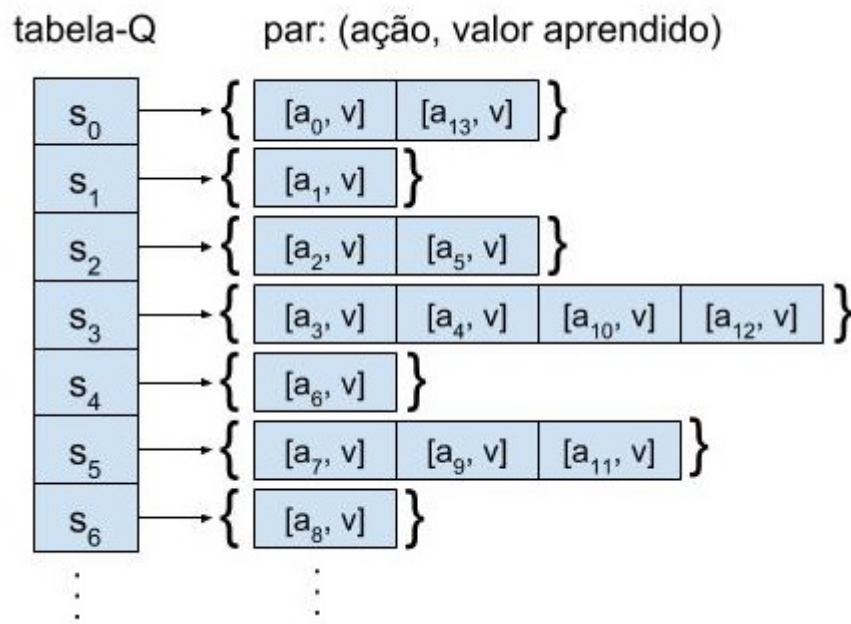 tabela-Q par: (ação, valor aprendido)
s₀ { [a₀, v] [a₁₃, v] }
s₁ { [a₁, v] }
s₂ { [a₂, v] [a₅, v] }
s₃ { [a₃, v] [a₄, v] [a₁₀, v] [a₁₂, v] }
s₄ { [a₆, v] }
s₅ { [a₇, v] [a₉, v] [a₁₁, v] }
s₆ { [a₈, v] }
⋮ ⋮